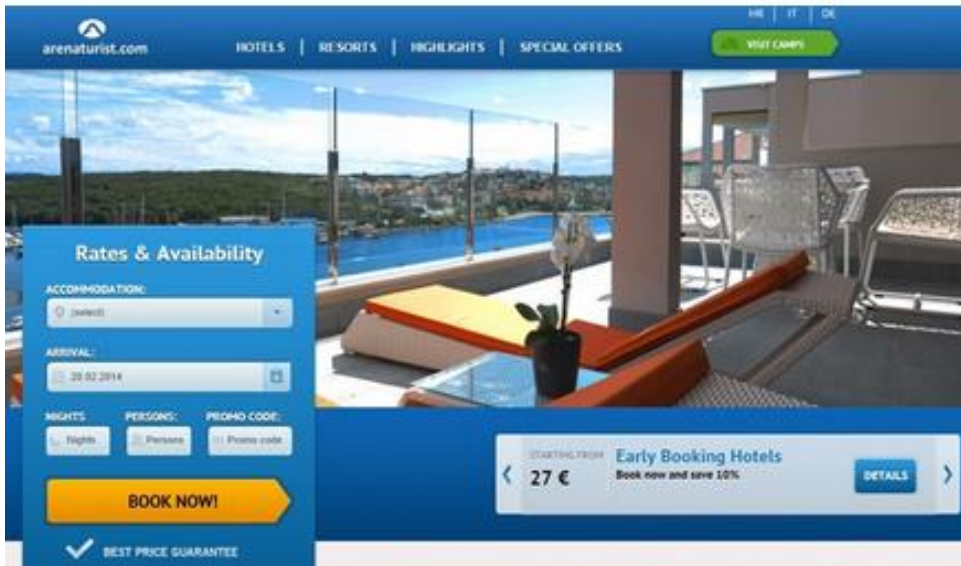 HR | IT | DE
arenaturist.com
HOTELS | RESORTS | HIGHLIGHTS | SPECIAL OFFERS
VISIT CAMPS
Rates & Availability
ACCOMMODATION:
(select)
ARRIVAL:
20.02.2014
NIGHTS PERSONS: PROMO CODE:
Nights Persons Promo code
BOOK NOW!
BEST PRICE GUARANTEE
STARTING FROM
27 €
Early Booking Hotels
Book now and save 10%
DETAILS